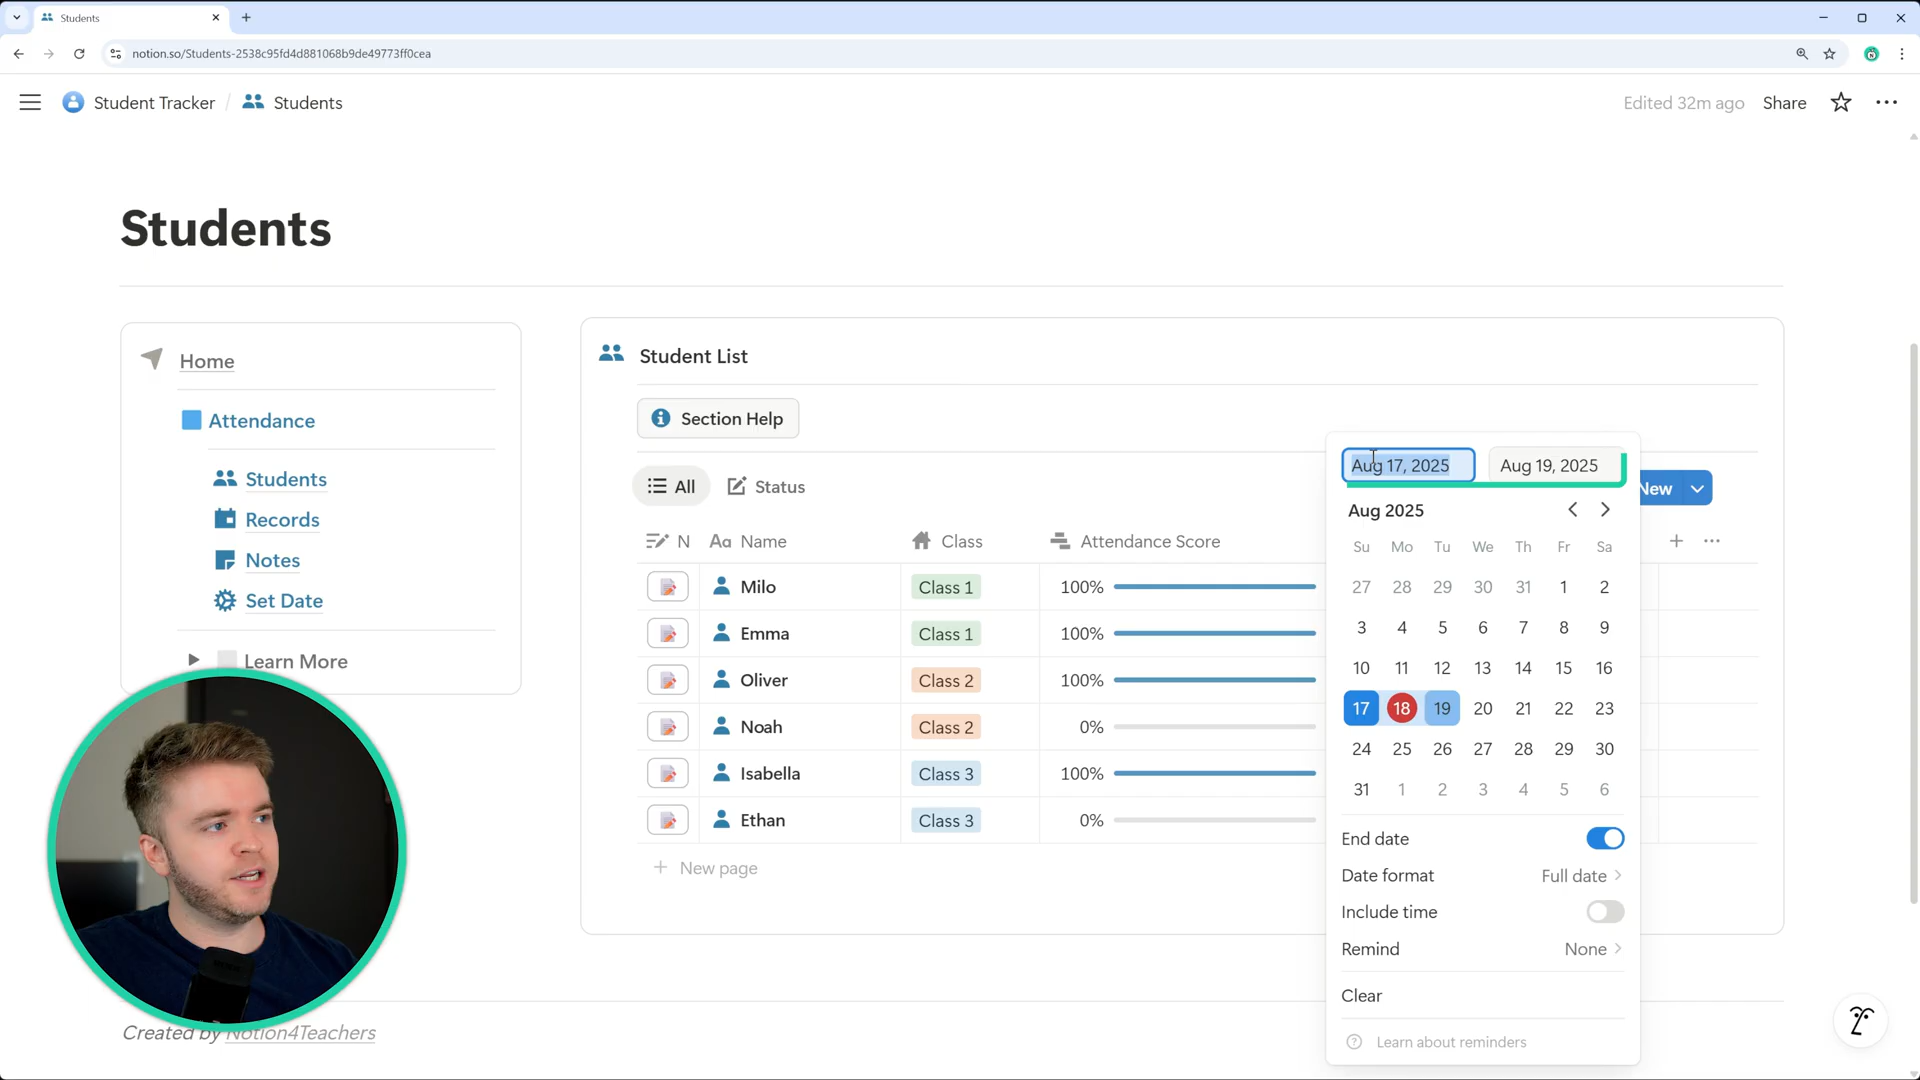 Students
notion.so/Students-2538c95fd4d881068b9de49773ff0cea
Student Tracker / Students
Edited 32m ago Share
Students
Home
Attendance
Students
Records
Notes
Set Date
Learn More
Student List
Section Help
All Status
New
N Aa Name Class Attendance Score
Milo Class 1 100%
Emma Class 1 100%
Oliver Class 2 100%
Noah Class 2 0%
Isabella Class 3 100%
Ethan Class 3 0%
New page
Aug 17, 2025 Aug 19, 2025
Aug 2025
Su Mo Tu We Th Fr Sa
27 28 29 30 31 1 2
3 4 5 6 7 8 9
10 11 12 13 14 15 16
17 18 19 20 21 22 23
24 25 26 27 28 29 30
31 1 2 3 4 5 6
End date
Date format Full date
Include time
Remind None
Clear
Learn about reminders
Created by Notion4Teachers